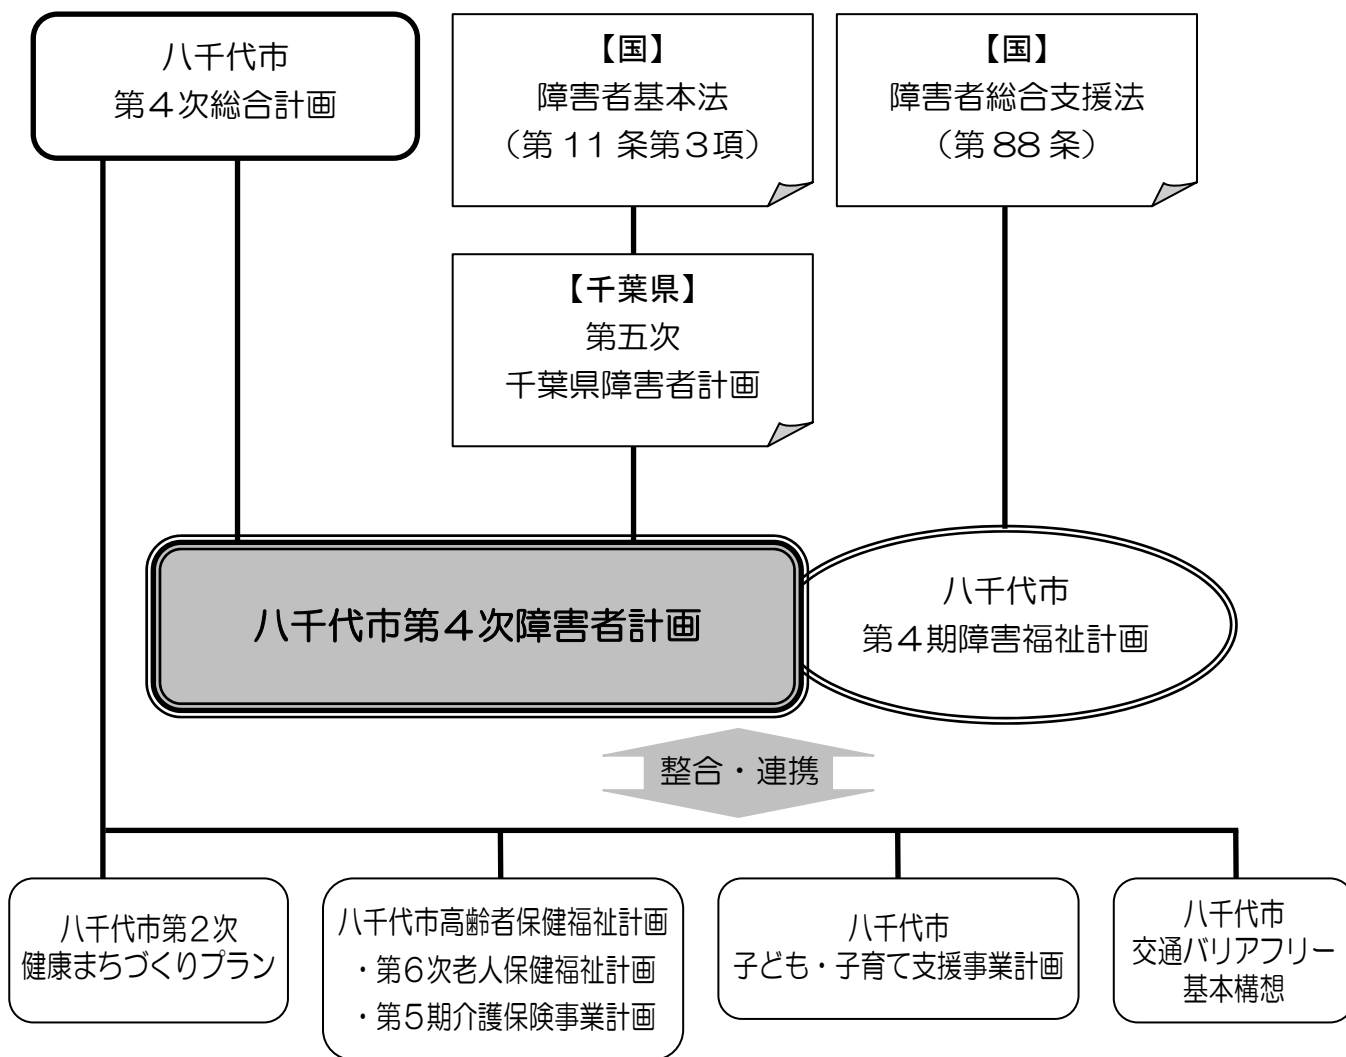 八千代市
第４次総合計画
【国】
障害者基本法
（第 11 条第３項）
【国】
障害者総合支援法
（第 88 条）
【千葉県】
第五次
千葉県障害者計画
八千代市第４次障害者計画
八千代市
第４期障害福祉計画
整合・連携
八千代市第２次
健康まちづくりプラン
八千代市高齢者保健福祉計画
・第６次老人保健福祉計画
・第５期介護保険事業計画
八千代市
子ども・子育て支援事業計画
八千代市
交通バリアフリー
基本構想